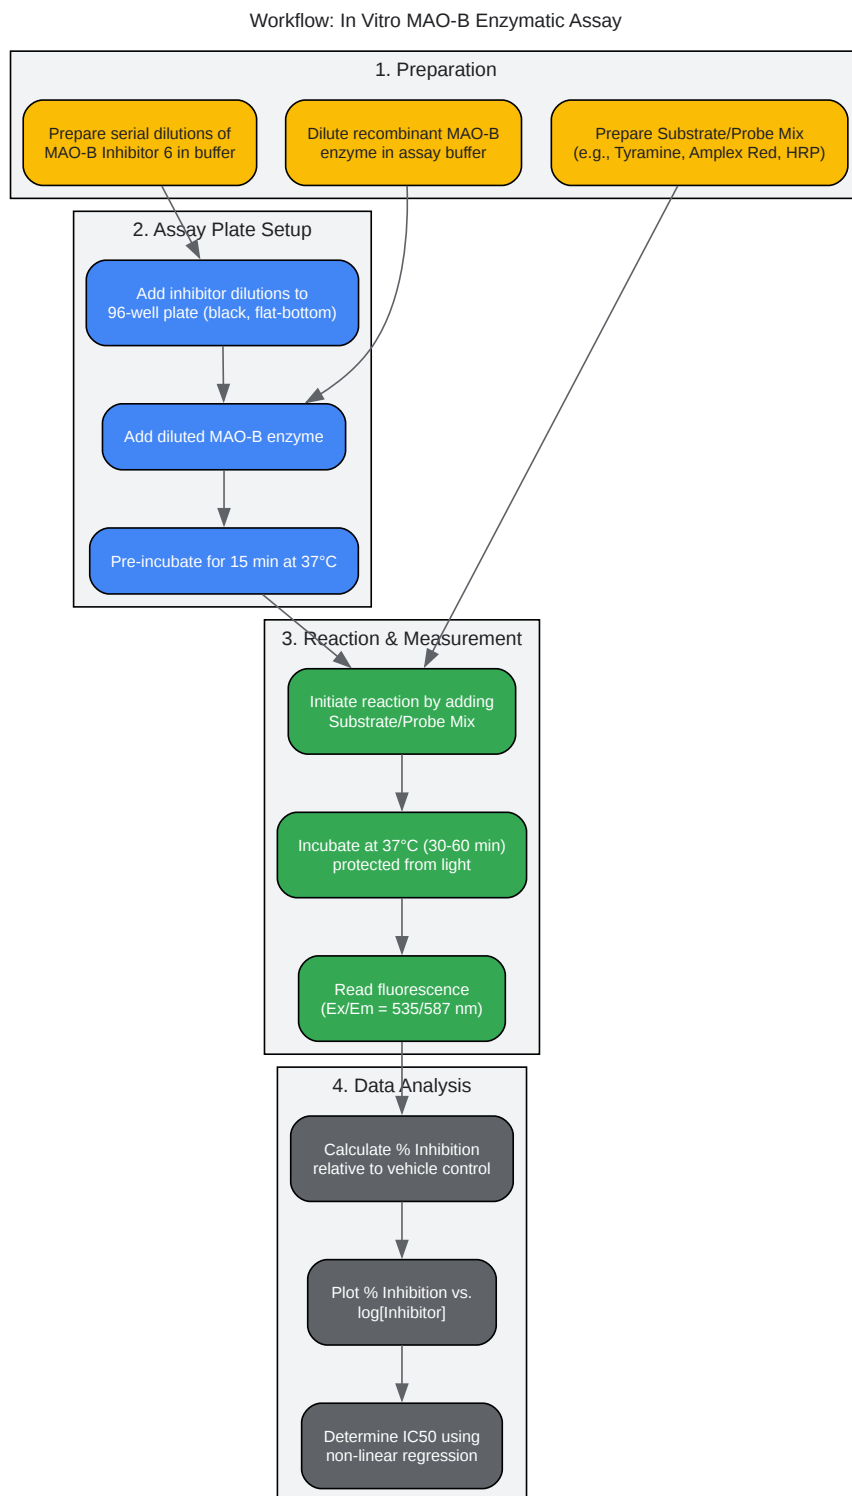 Workflow: In Vitro MAO-B Enzymatic Assay
1. Preparation
Prepare serial dilutions of
MAO-B Inhibitor 6 in buffer
Dilute recombinant MAO-B
enzyme in assay buffer
Prepare Substrate/Probe Mix
(e.g., Tyramine, Amplex Red, HRP)
2. Assay Plate Setup
Add inhibitor dilutions to
96-well plate (black, flat-bottom)
Add diluted MAO-B enzyme
Pre-incubate for 15 min at 37°C
3. Reaction & Measurement
Initiate reaction by adding
Substrate/Probe Mix
Incubate at 37°C (30-60 min)
protected from light
Read fluorescence
(Ex/Em = 535/587 nm)
4. Data Analysis
Calculate % Inhibition
relative to vehicle control
Plot % Inhibition vs.
log[Inhibitor]
Determine IC50 using
non-linear regression